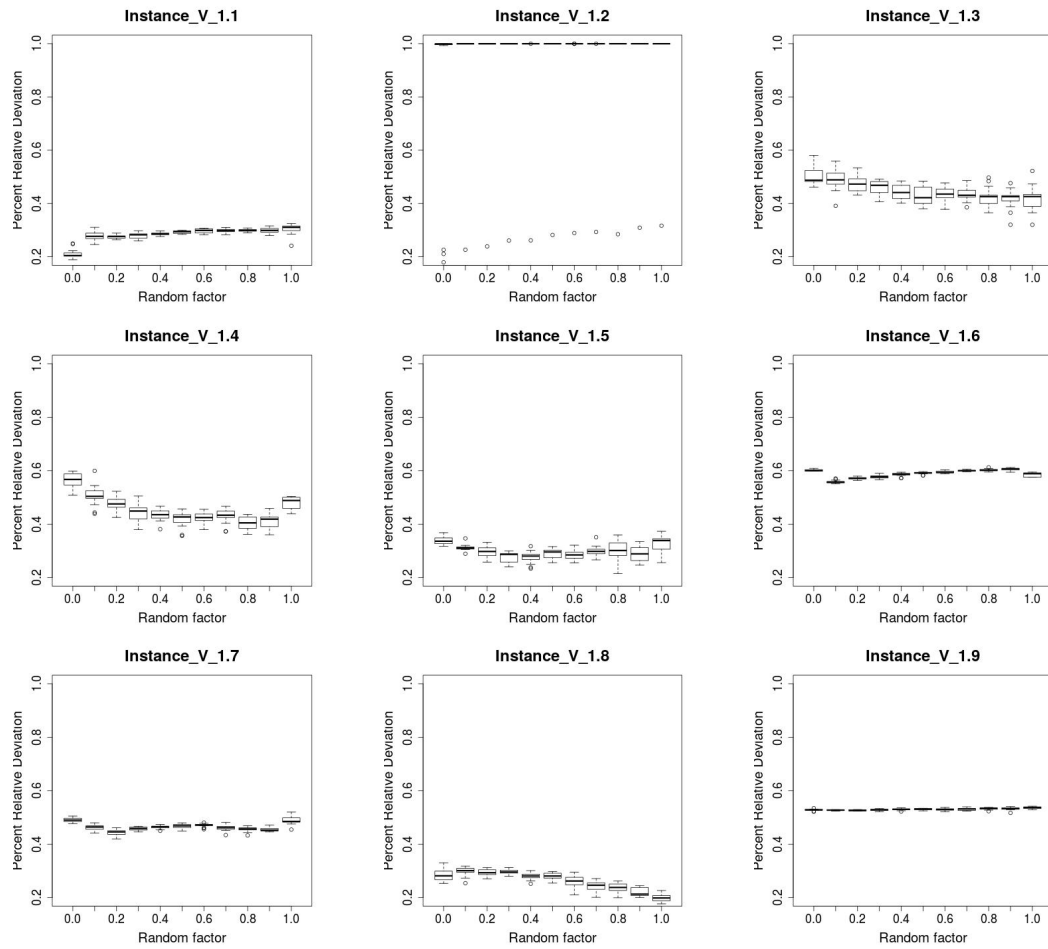 Instance_V_1.1
Percent Relative Deviation
0.2 0.4 0.6 0.8 1.0
0.0 0.2 0.4 0.6 0.8 1.0
Random factor
Instance_V_1.2
Percent Relative Deviation
0.2 0.4 0.6 0.8 1.0
0.0 0.2 0.4 0.6 0.8 1.0
Random factor
Instance_V_1.3
Percent Relative Deviation
0.2 0.4 0.6 0.8 1.0
0.0 0.2 0.4 0.6 0.8 1.0
Random factor
Instance_V_1.4
Percent Relative Deviation
0.2 0.4 0.6 0.8 1.0
0.0 0.2 0.4 0.6 0.8 1.0
Random factor
Instance_V_1.5
Percent Relative Deviation
0.2 0.4 0.6 0.8 1.0
0.0 0.2 0.4 0.6 0.8 1.0
Random factor
Instance_V_1.6
Percent Relative Deviation
0.2 0.4 0.6 0.8 1.0
0.0 0.2 0.4 0.6 0.8 1.0
Random factor
Instance_V_1.7
Percent Relative Deviation
0.2 0.4 0.6 0.8 1.0
0.0 0.2 0.4 0.6 0.8 1.0
Random factor
Instance_V_1.8
Percent Relative Deviation
0.2 0.4 0.6 0.8 1.0
0.0 0.2 0.4 0.6 0.8 1.0
Random factor
Instance_V_1.9
Percent Relative Deviation
0.2 0.4 0.6 0.8 1.0
0.0 0.2 0.4 0.6 0.8 1.0
Random factor